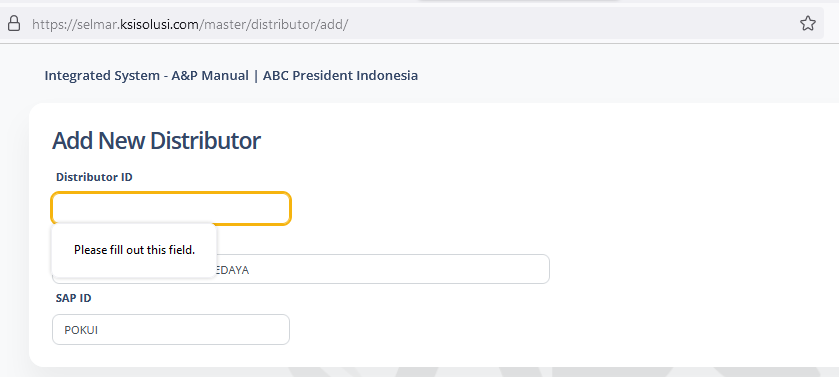 https://selmar.ksisolusi.com/master/distributor/add/
Integrated System - A&P Manual | ABC President Indonesia
Add New Distributor
Distributor ID
Please fill out this field.
EDAYA
SAP ID
POKUI